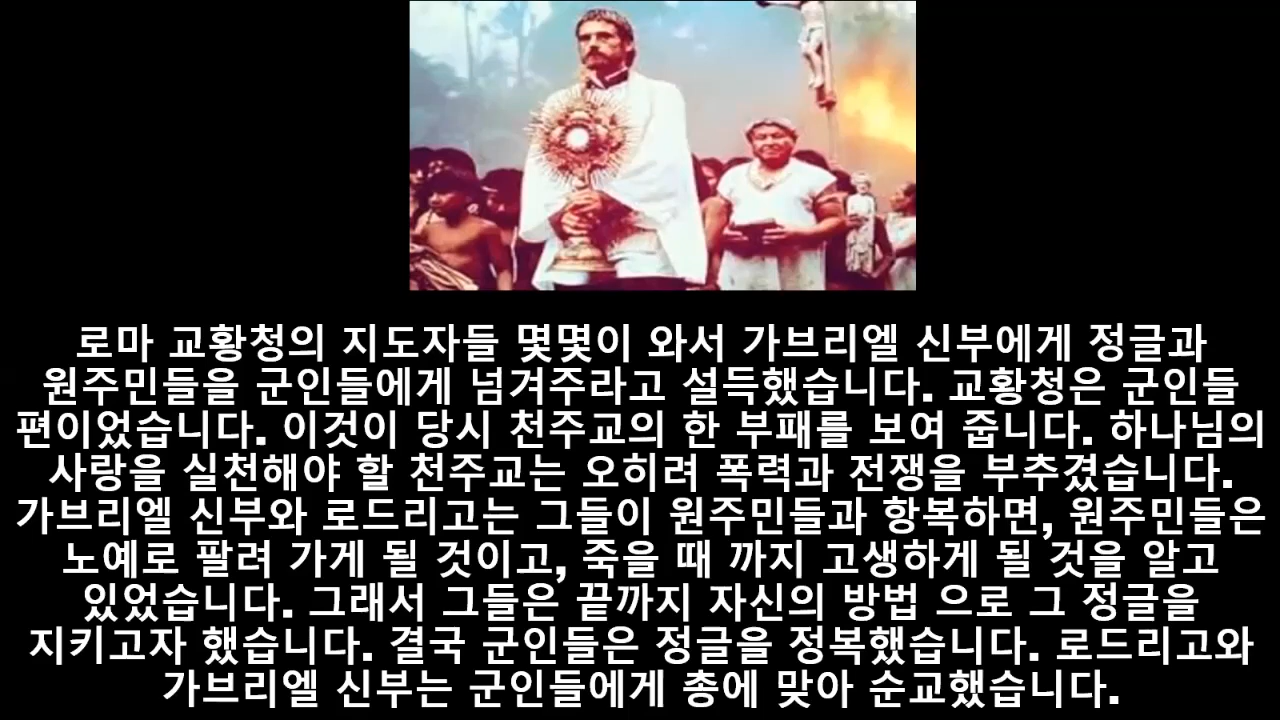 로마 교황청의 지도자들 몇몇이 와서 가브리엘 신부에게 정글과
원주민들을 군인들에게 넘겨주라고 설득했습니다. 교황청은 군인들
편이었습니다. 이것이 당시 천주교의 한 부패를 보여 줍니다. 하나님의
사랑을 실천해야 할 천주교는 오히려 폭력과 전쟁을 부추겼습니다.
가브리엘 신부와 로드리고는 그들이 원주민들과 항복하면, 원주민들은
노예로 팔려 가게 될 것이고, 죽을 때 까지 고생하게 될 것을 알고
있었습니다. 그래서 그들은 끝까지 자신의 방법 으로 그 정글을
지키고자 했습니다. 결국 군인들은 정글을 정복했습니다. 로드리고와
가브리엘 신부는 군인들에게 총에 맞아 순교했습니다.